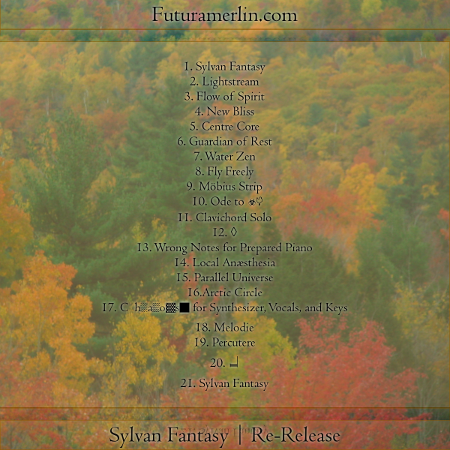 Futuramerlin.com
1. Sylvan Fantasy
2. Lightstream
3. Flow of Spirit
4. New Bliss
5. Centre Core
6. Guardian of Rest
7. Water Zen
8. Fly Freely
9. Möbius Strip
10. Ode to
11. Clavichord Solo
12. ◊
13. Wrong Notes for Prepared Piano
14. Local Anæsthesia
15. Parallel Universe
16.Arctic Circle
17. C h░a▒o▓s█ for Synthesizer, Vocals, and Keys
18. Melodie
19. Percutere
20.
21. Sylvan Fantasy
Sylvan Fantasy | Re-Release